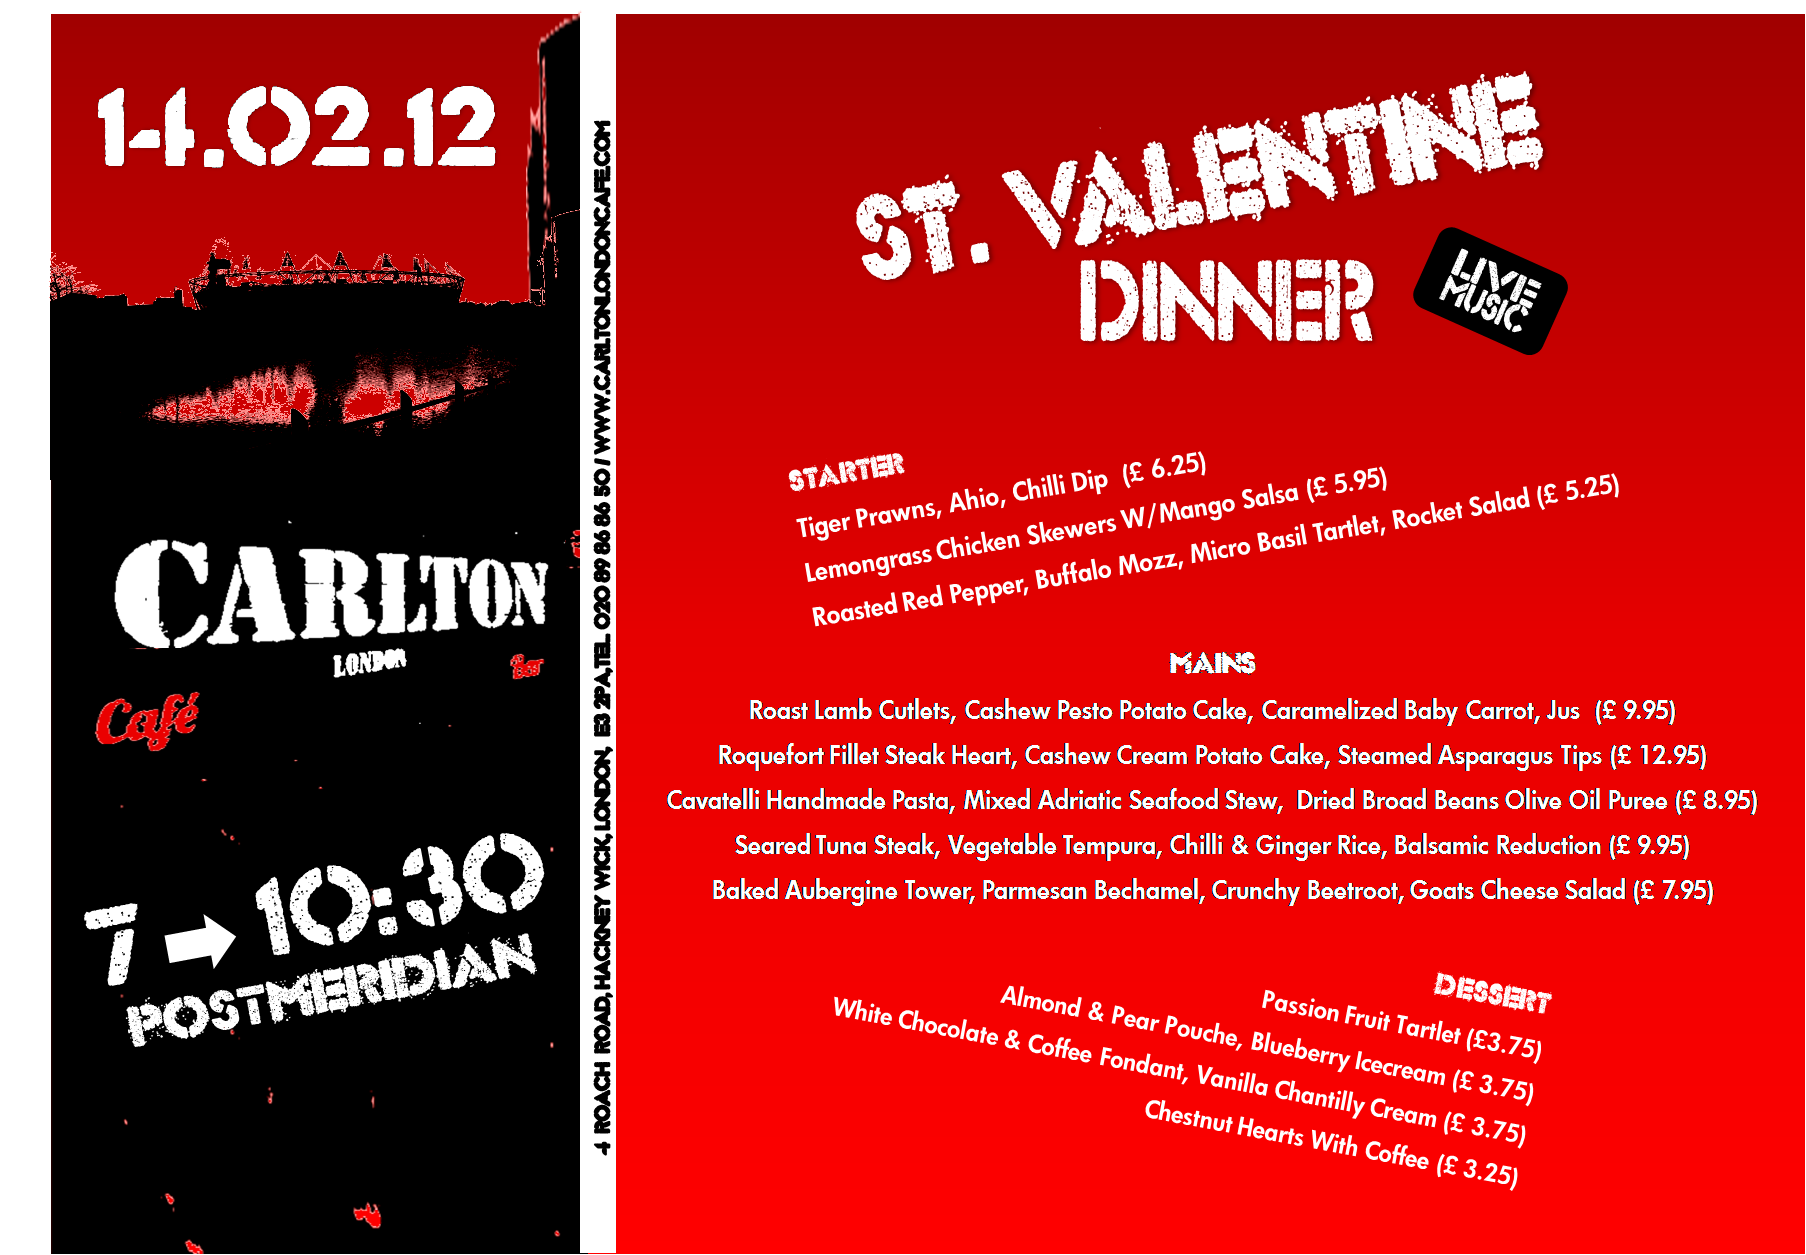 14.02.12
CARLTON
LONDON
Café
Bar
7 10:30
POSTMERIDIAN
4 ROACH ROAD, HACKNEY WICK, LONDON, E3 2PA, TEL 020 89 86 86 50 / WWW.CARLTONLONDONCAFE.COM
ST. VALENTINE
DINNER
LIVE
MUSIC
STARTER
Tiger Prawns, Ahio, Chilli Dip (£ 6.25)
Lemongrass Chicken Skewers W/Mango Salsa (£ 5.95)
Roasted Red Pepper, Buffalo Mozz, Micro Basil Tartlet, Rocket Salad (£ 5.25)
MAINS
Roast Lamb Cutlets, Cashew Pesto Potato Cake, Caramelized Baby Carrot, Jus (£ 9.95)
Roquefort Fillet Steak Heart, Cashew Cream Potato Cake, Steamed Asparagus Tips (£ 12.95)
Cavatelli Handmade Pasta, Mixed Adriatic Seafood Stew, Dried Broad Beans Olive Oil Puree (£ 8.95)
Seared Tuna Steak, Vegetable Tempura, Chilli & Ginger Rice, Balsamic Reduction (£ 9.95)
Baked Aubergine Tower, Parmesan Bechamel, Crunchy Beetroot, Goats Cheese Salad (£ 7.95)
DESSERT
Passion Fruit Tartlet (£3.75)
Almond & Pear Pouche, Blueberry Icecream (£ 3.75)
White Chocolate & Coffee Fondant, Vanilla Chantilly Cream (£ 3.75)
Chestnut Hearts With Coffee (£ 3.25)